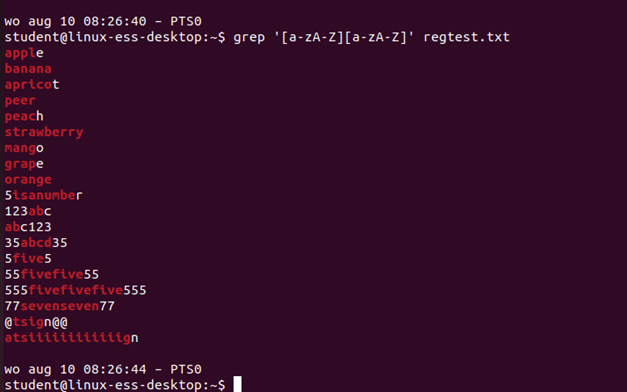 wo aug 10 08:26:40 – PTS0
student@linux-ess-desktop:~$ grep '[a-zA-Z][a-zA-Z]' regtest.txt
apple
banana
apricot
peer
peach
strawberry
mango
grape
orange
5isanumber
123abc
abc123
35abcd35
5five5
55fivefive55
555fivefivefive555
77sevenseven77
@tsign@@
atsiiiiiiiiiiiign
wo aug 10 08:26:44 – PTS0
student@linux-ess-desktop:~$